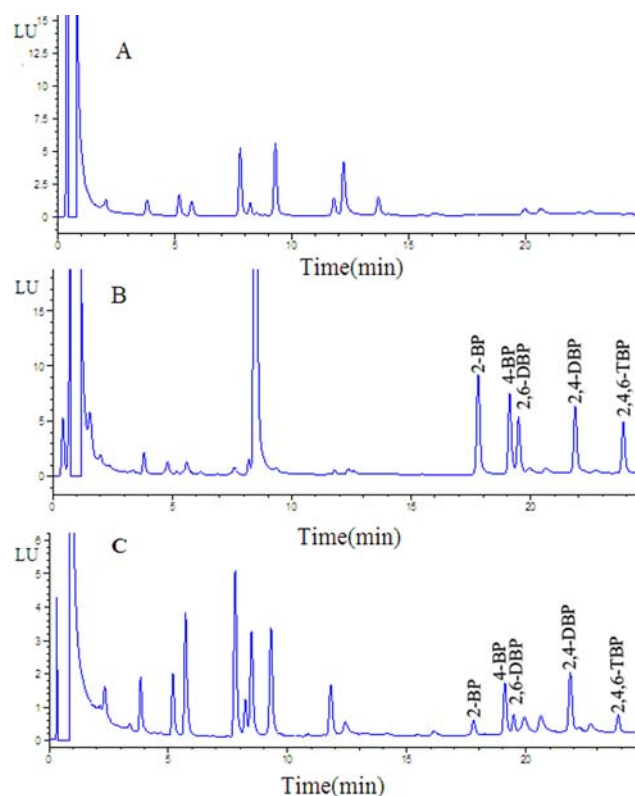 LU
A
15
12.5
10
7.5
5
2.5
0
0 5 10 15 20
Time(min)
LU
B
15
10
5
0
2-BP
4-BP
2,6-DBP
2,4-DBP
2,4,6-TBP
0 5 10 15 20
Time(min)
LU
C
6
5
4
3
2
1
0
2-BP
4-BP
2,6-DBP
2,4-DBP
2,4,6-TBP
0 5 10 15 20
Time(min)